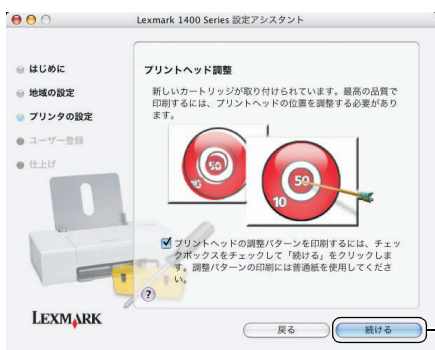 Lexmark 1400 Series 設定アシスタント
はじめに
地域の設定
プリンタの設定
ユーザー登録
仕上げ
プリントヘッド調整
新しいカートリッジが取り付けられています。最高の品質で
印刷するには、プリントヘッドの位置を調整する必要があり
ます。
50
10
50
10
プリントヘッドの調整パターンを印刷するには、チェッ
クボックスをチェックして「続ける」をクリックしま
す。調整パターンの印刷には普通紙を使用してくださ
い。
?
LEXMARK
戻る
続ける